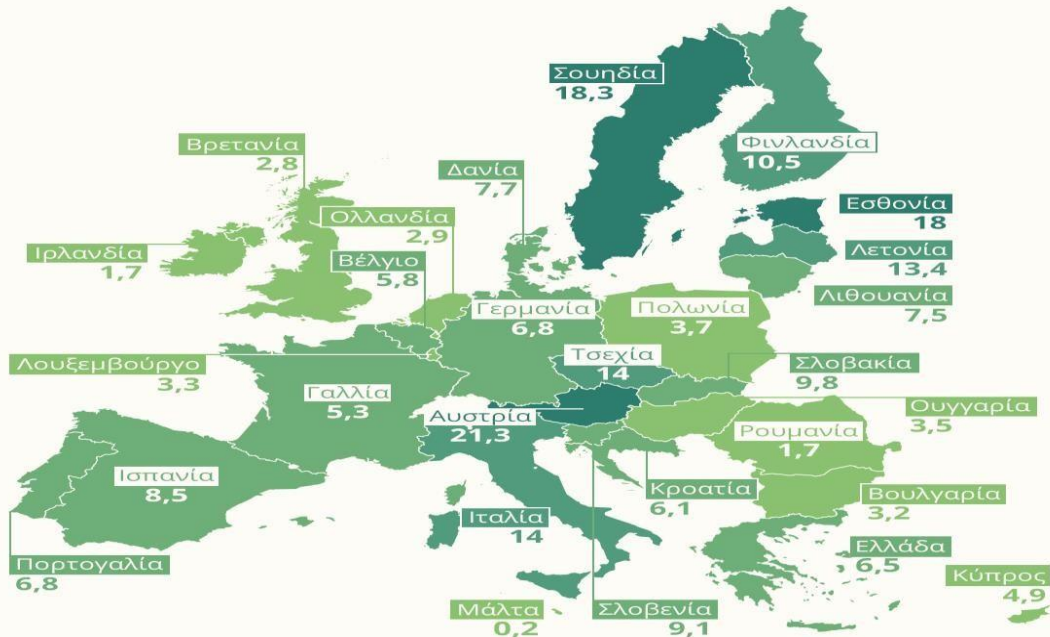 Σουηδία
18,3
Φινλανδία
10,5
Βρετανία
2,8
Δανία
7,7
Εσθονία
18
Ολλανδία
2,9
Ιρλανδία
1,7
Λετονία
13,4
Βέλγιο
5,8
Λιθουανία
7,5
Γερμανία
6,8
Πολωνία
3,7
Λουξεμβούργο
3,3
Τσεχία
14
Σλοβακία
9,8
Γαλλία
5,3
Αυστρία
21,3
Ουγγαρία
3,5
Ρουμανία
1,7
Ισπανία
8,5
Κροατία
6,1
Βουλγαρία
3,2
Ιταλία
14
Ελλάδα
6,5
Πορτογαλία
6,8
Κύπρος
4,9
Μάλτα
0,2
Σλοβενία
9,1